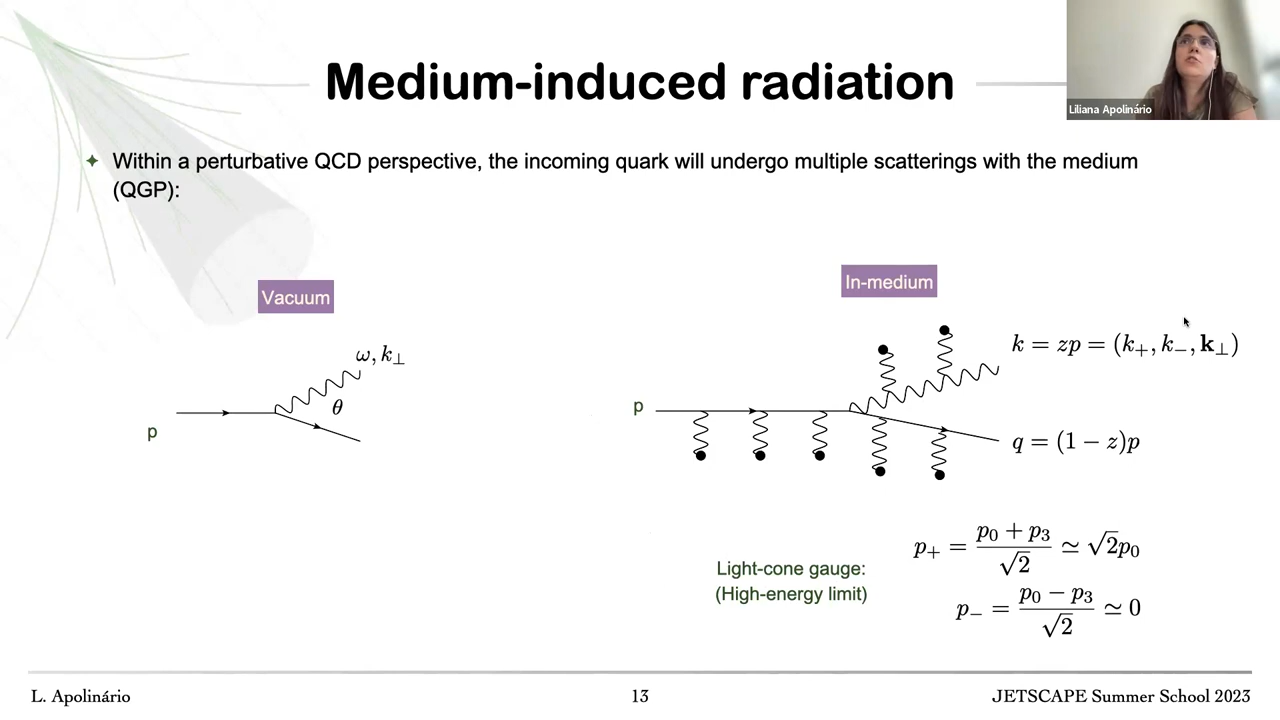 Medium-induced radiation
Liliana Apolinário
✦ Within a perturbative QCD perspective, the incoming quark will undergo multiple scatterings with the medium
(QGP):
Vacuum
In-medium
ω, k⊥
θ
p
p
k = zp = (k₊, k₋, k⊥)
q = (1 − z)p
Light-cone gauge:
(High-energy limit)
p₊ = (p₀ + p₃)/√2 ≃ √2p₀
p₋ = (p₀ − p₃)/√2 ≃ 0
L. Apolinário
13
JETSCAPE Summer School 2023